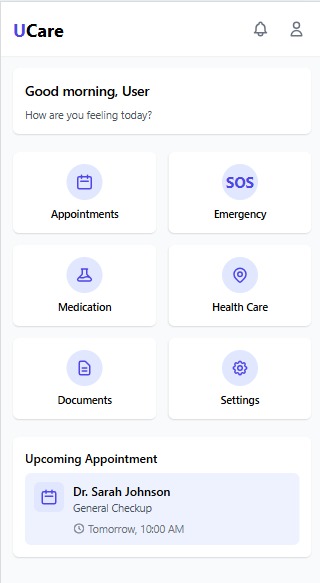 UCare
Good morning, User
How are you feeling today?
Appointments
SOS
Emergency
Medication
Health Care
Documents
Settings
Upcoming Appointment
Dr. Sarah Johnson
General Checkup
Tomorrow, 10:00 AM